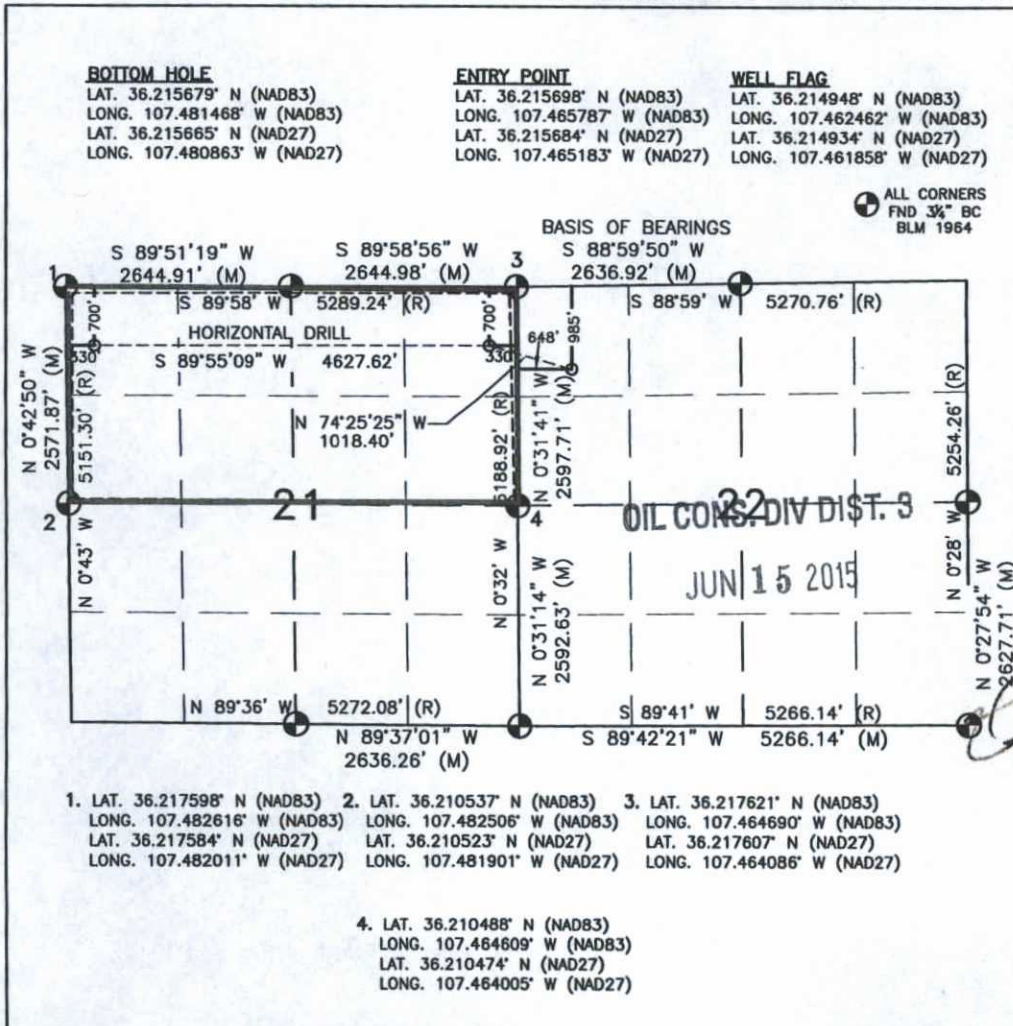 BOTTOM HOLE
LAT. 36.215679° N (NAD83)
LONG. 107.481468° W (NAD83)
LAT. 36.215665° N (NAD27)
LONG. 107.480863° W (NAD27)
ENTRY POINT
LAT. 36.215698° N (NAD83)
LONG. 107.465787° W (NAD83)
LAT. 36.215684° N (NAD27)
LONG. 107.465183° W (NAD27)
WELL FLAG
LAT. 36.214948° N (NAD83)
LONG. 107.462462° W (NAD83)
LAT. 36.214934° N (NAD27)
LONG. 107.461858° W (NAD27)
ALL CORNERS
FND 3¼" BC
BLM 1964
BASIS OF BEARINGS
S 89°51'19" W
2644.91' (M)
S 89°58'56" W
2644.98' (M)
S 88°59'50" W
2636.92' (M)
1
3
S 89°58' W 5289.24' (R)
S 88°59' W 5270.76' (R)
700'
700'
985'
648'
HORIZONTAL DRILL
330'
330'
S 89°55'09" W 4627.62'
N 74°25'25" W
1018.40'
N 0°42'50" W
2571.87' (M)
5151.30' (R)
N 0°43' W
5188.92' (R)
N 0°32' W
N 0°31'41" W
2597.71' (M)
5254.26' (R)
N 0°28' W
2
21
4
22
OIL CONS. DIV DIST. 3
JUN 15 2015
N 0°31'14" W
2592.63' (M)
N 0°27'54" W
2627.71' (M)
N 89°36' W 5272.08' (R)
N 89°37'01" W
2636.26' (M)
S 89°41' W 5266.14' (R)
S 89°42'21" W 5266.14' (M)
1. LAT. 36.217598° N (NAD83)
LONG. 107.482616° W (NAD83)
LAT. 36.217584° N (NAD27)
LONG. 107.482011° W (NAD27)
2. LAT. 36.210537° N (NAD83)
LONG. 107.482506° W (NAD83)
LAT. 36.210523° N (NAD27)
LONG. 107.481901° W (NAD27)
3. LAT. 36.217621° N (NAD83)
LONG. 107.464690° W (NAD83)
LAT. 36.217607° N (NAD27)
LONG. 107.464086° W (NAD27)
4. LAT. 36.210488° N (NAD83)
LONG. 107.464609° W (NAD83)
LAT. 36.210474° N (NAD27)
LONG. 107.464005° W (NAD27)